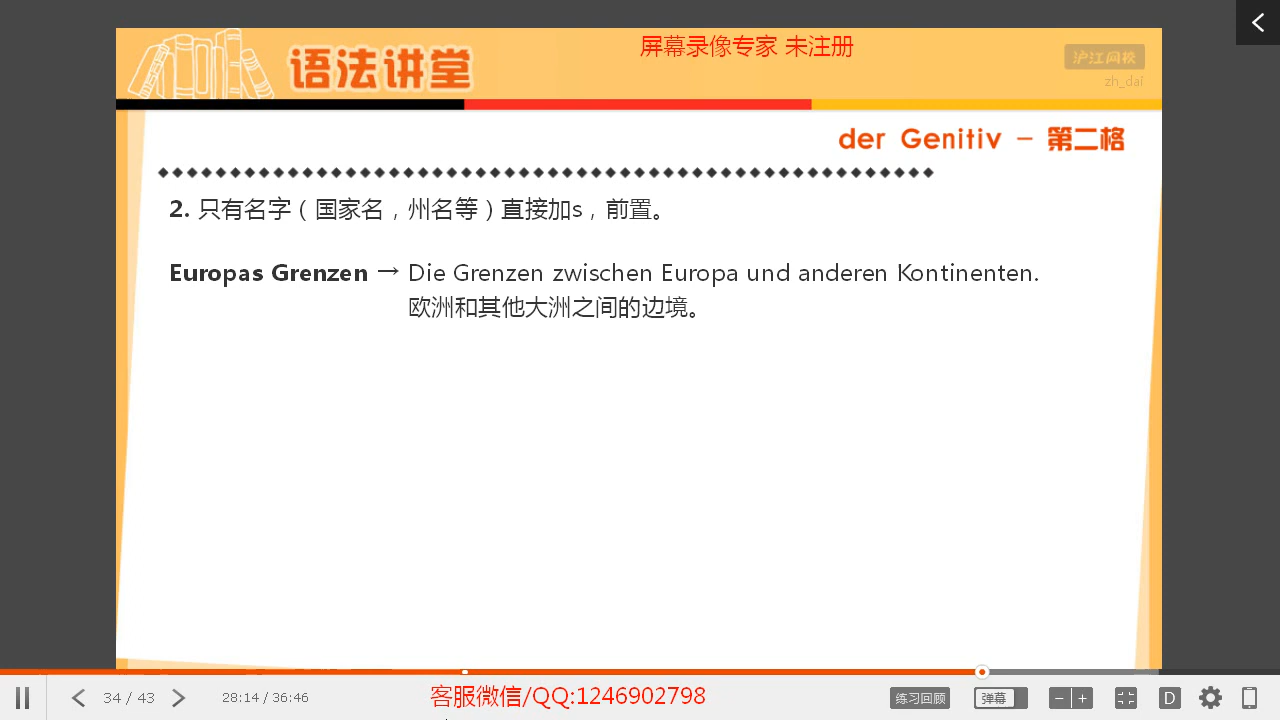 屏幕录像专家 未注册
语法讲堂
沪江网校
zh_dai
der Genitiv – 第二格
2. 只有名字（国家名，州名等）直接加s，前置。
Europas Grenzen → Die Grenzen zwischen Europa und anderen Kontinenten.
欧洲和其他大洲之间的边境。
34 / 43
28:14 / 36:46
客服微信/QQ:1246902798
练习回顾
弹幕
D